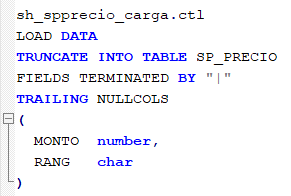 sh_spprecio_carga.ctl
LOAD DATA
TRUNCATE INTO TABLE SP_PRECIO
FIELDS TERMINATED BY "|"
TRAILING NULLCOLS
(
MONTO number,
RANG char
)